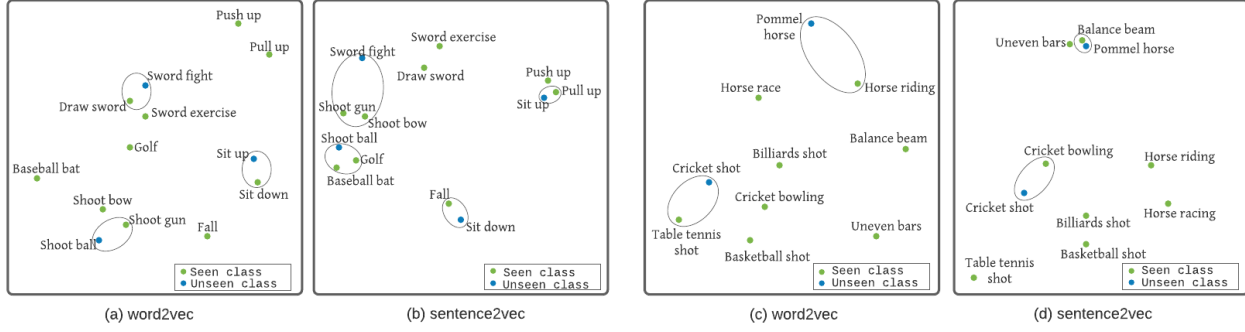 Push up
Pull up
Sword fight
Draw sword
Sword exercise
Golf
Sit up
Baseball bat
Sit down
Shoot bow
Shoot gun
Fall
Shoot ball
Seen class
Unseen class
(a) word2vec
Sword exercise
Sword fight
Draw sword
Push up
Pull up
Sit up
Shoot gun
Shoot bow
Shoot ball
Golf
Baseball bat
Fall
Sit down
Seen class
Unseen class
(b) sentence2vec
Pommel
horse
Horse riding
Horse race
Balance beam
Billiards shot
Cricket shot
Cricket bowling
Table tennis
shot
Uneven bars
Basketball shot
Seen class
Unseen class
(c) word2vec
Balance beam
Uneven bars
Pommel horse
Cricket bowling
Horse riding
Cricket shot
Horse racing
Billiards shot
Basketball shot
Table tennis
shot
Seen class
Unseen class
(d) sentence2vec